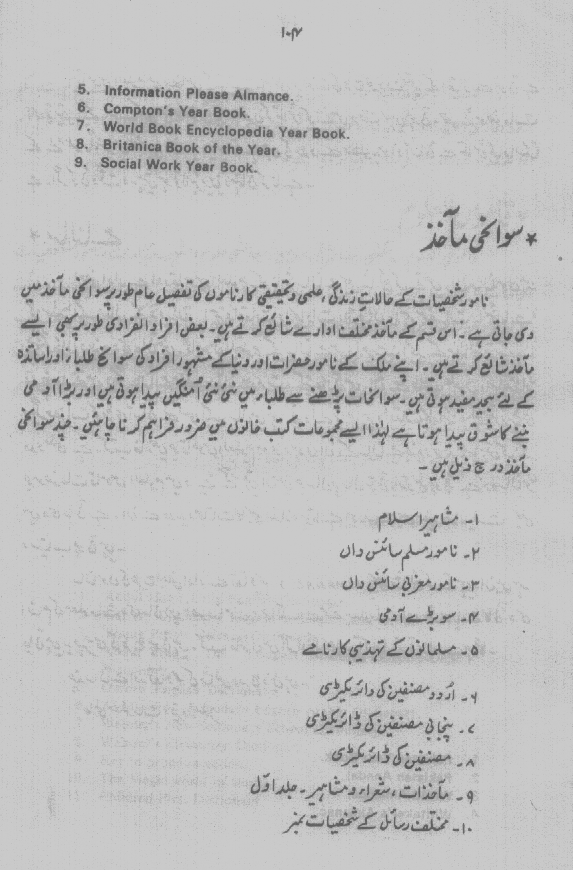 ۱۰۴
5. Information Please Almance.
6. Compton's Year Book.
7. World Book Encyclopedia Year Book.
8. Britanica Book of the Year.
9. Social Work Year Book.
* سوانحی مآخذ
نامور شخصیات کے حالاتِ زندگی، علمی و تحقیقی کارناموں کی تفصیل عام طور پر سوانحی مآخذ میں
دی جاتی ہے۔ اس قسم کے مآخذ مختلف ادارے شائع کرتے ہیں۔ بعض افراد انفرادی طور پر بھی ایسے
مآخذ شائع کرتے ہیں۔ اپنے ملک کے نامور حضرات اور دنیا کے مشہور افراد کی سوانح طلباء اور اساتذہ
کے لئے بیحد مفید ہوتی ہیں۔ سوانحات پڑھنے سے طلباء میں نئی نئی اُمنگیں پیدا ہوتی ہیں اور بڑا آدمی
بننے کا شوق پیدا ہوتا ہے لہٰذا ایسے مجموعات کتب خانوں میں ضرور فراہم کرنا چاہئیں۔ چند سوانحی
مآخذ درج ذیل ہیں۔
۱۔ مشاہیر اسلام
۲۔ نامور مسلم سائنس داں
۳۔ نامور مغربی سائنس داں
۴۔ سو بڑے آدمی
۵۔ مسلمانوں کے تہذیبی کارنامے
۶۔ اُردو مصنفین کی ڈائریکٹری
۷۔ پنجابی مصنفین کی ڈائریکٹری
۸۔ مصنفین کی ڈائریکٹری
۹۔ مآخذات، شعراء و مشاہیر۔ جلد اوّل
۱۰۔ مختلف رسائل کے شخصیات نمبر